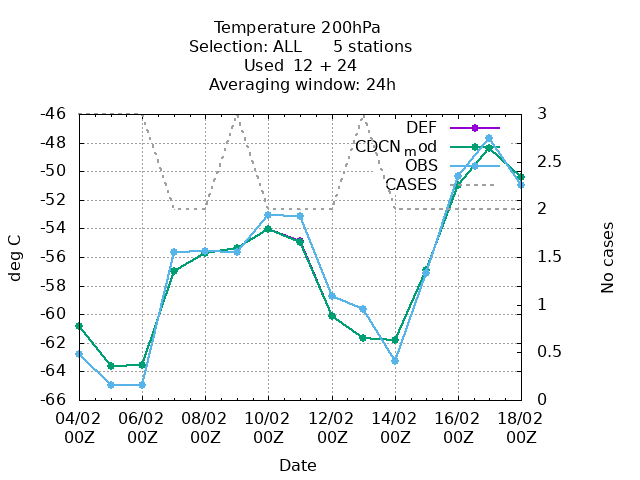 Temperature 200hPa
Selection: ALL 5 stations
Used 12 + 24
Averaging window: 24h
-46
-48
-50
-52
-54
-56
-58
-60
-62
-64
-66
deg C
DEF
CDCN_mod
OBS
CASES
3
2.5
2
1.5
1
0.5
0
No cases
04/02 06/02 08/02 10/02 12/02 14/02 16/02 18/02
00Z 00Z 00Z 00Z 00Z 00Z 00Z 00Z
Date